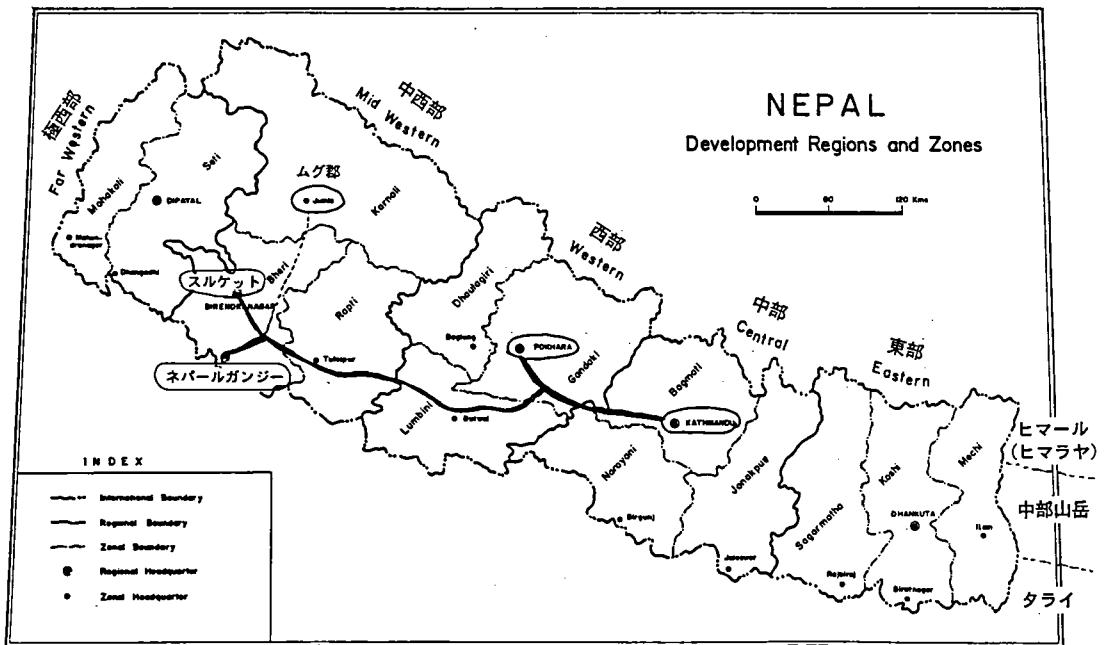 NEPAL
Development Regions and Zones
0 60 120 Kms
極西部
Far Western
中西部
Mid Western
西部
Western
中部
Central
東部
Eastern
Mahakali
Seti
DIPAYAL
Dhangadhi
ムグ郡
Jumla
Karnali
スルケット
Bheri
BIRENDRANAGAR
ネパールガンジー
Rapti
Tulsipur
Dhaulagiri
Baglung
POKHARA
Gandaki
Lumbini
Butwal
Bagmati
KATHMANDU
Narayani
Birgunj
Janakpur
Jaleswar
Sagarmatha
Rajbiraj
Koshi
DHANKUTA
Biratnagar
Mechi
Ilam
ヒマール
(ヒマラヤ)
中部山岳
タライ
INDEX
International Boundary
Regional Boundary
Zonal Boundary
Regional Headquarter
Zonal Headquarter